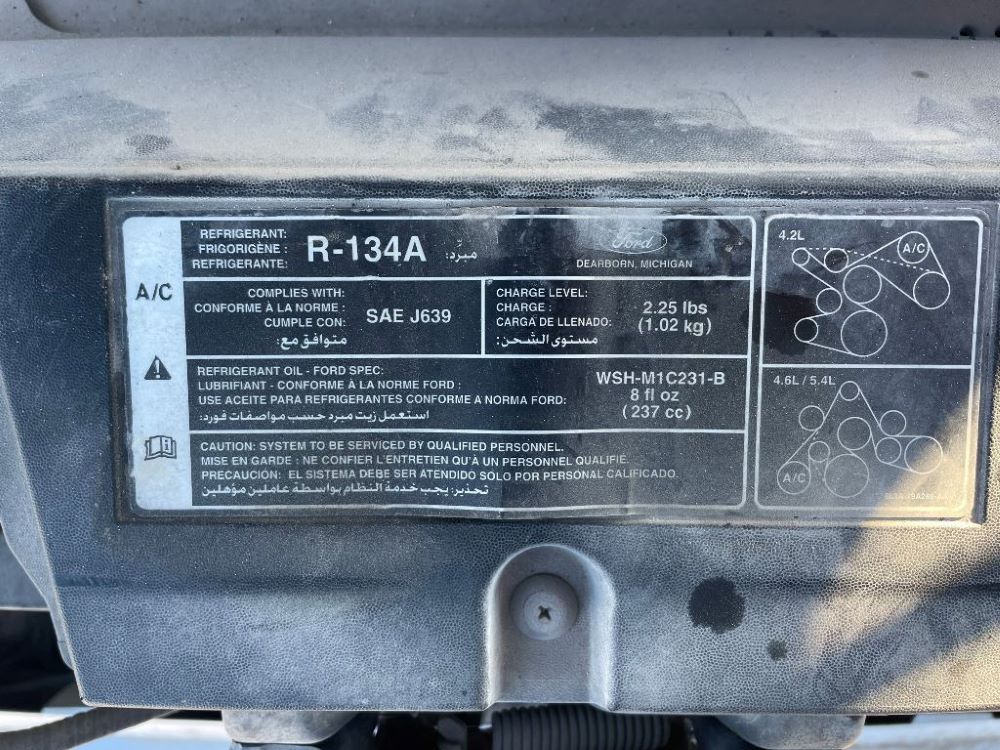 A/C
REFRIGERANT:
FRIGORIGÈNE :
REFRIGERANTE:
R-134A
مبرّد:
Ford
DEARBORN, MICHIGAN
COMPLIES WITH:
CONFORME À LA NORME :
CUMPLE CON:
متوافق مع:
SAE J639
CHARGE LEVEL:
CHARGE :
CARGA DE LLENADO:
مستوى الشحن:
2.25 lbs
(1.02 kg)
REFRIGERANT OIL - FORD SPEC:
LUBRIFIANT - CONFORME À LA NORME FORD :
USE ACEITE PARA REFRIGERANTES CONFORME A NORMA FORD:
استعمل زيت مبرد حسب مواصفات فورد:
WSH-M1C231-B
8 fl oz
(237 cc)
CAUTION: SYSTEM TO BE SERVICED BY QUALIFIED PERSONNEL.
MISE EN GARDE : NE CONFIER L'ENTRETIEN QU'À UN PERSONNEL QUALIFIÉ.
PRECAUCIÓN: EL SISTEMA DEBE SER ATENDIDO SÓLO POR PERSONAL CALIFICADO.
تحذير: يجب خدمة النظام بواسطة عاملين مؤهلين
4.2L
A/C
4.6L / 5.4L
A/C